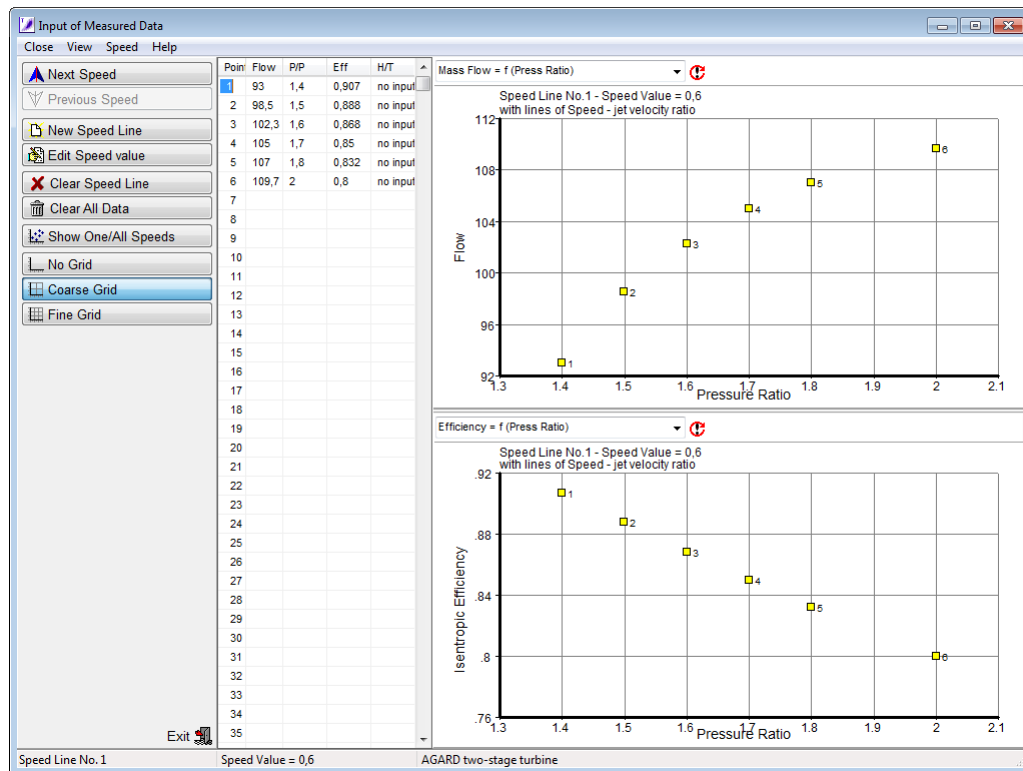 Input of Measured Data
Close View Speed Help
Next Speed
Previous Speed
New Speed Line
Edit Speed value
Clear Speed Line
Clear All Data
Show One/All Speeds
No Grid
Coarse Grid
Fine Grid
Exit
Point Flow P/P Eff H/T
1 93 1,4 0,907 no input
2 98,5 1,5 0,888 no input
3 102,3 1,6 0,868 no input
4 105 1,7 0,85 no input
5 107 1,8 0,832 no input
6 109,7 2 0,8 no input
7
8
9
10
11
12
13
14
15
16
17
18
19
20
21
22
23
24
25
26
27
28
29
30
31
32
33
34
35
Mass Flow = f (Press Ratio)
Speed Line No.1 - Speed Value = 0,6
with lines of Speed - jet velocity ratio
112
108
104
100
96
92
Flow
1
2
3
4
5
6
1.3 1.4 1.5 1.6 1.7 1.8 1.9 2 2.1
Pressure Ratio
Efficiency = f (Press Ratio)
Speed Line No.1 - Speed Value = 0,6
with lines of Speed - jet velocity ratio
.92
.88
.84
.8
.76
Isentropic Efficiency
1
2
3
4
5
6
1.3 1.4 1.5 1.6 1.7 1.8 1.9 2 2.1
Pressure Ratio
Speed Line No. 1 Speed Value = 0,6 AGARD two-stage turbine